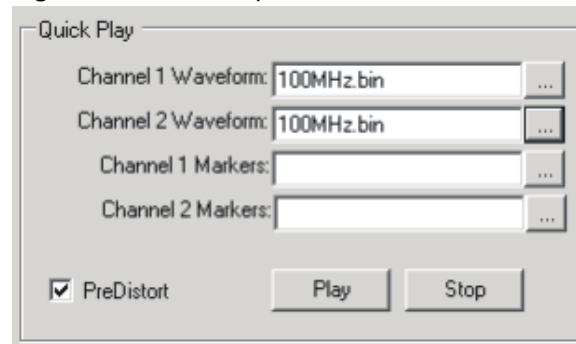 Quick Play
Channel 1 Waveform: 100MHz.bin ...
Channel 2 Waveform: 100MHz.bin ...
Channel 1 Markers: ...
Channel 2 Markers: ...
PreDistort Play Stop